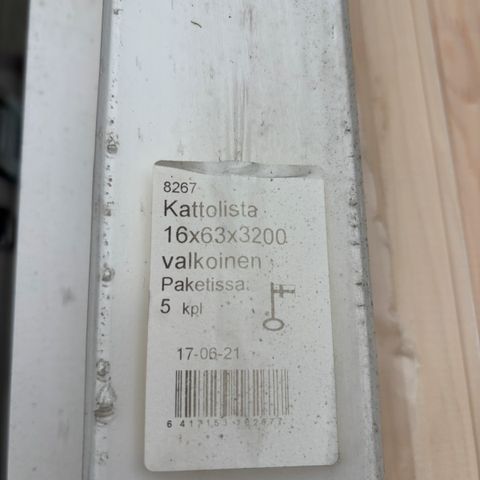 8267
Kattolista
16x63x3200
valkoinen
Paketissa:
5 kpl
17-06-21